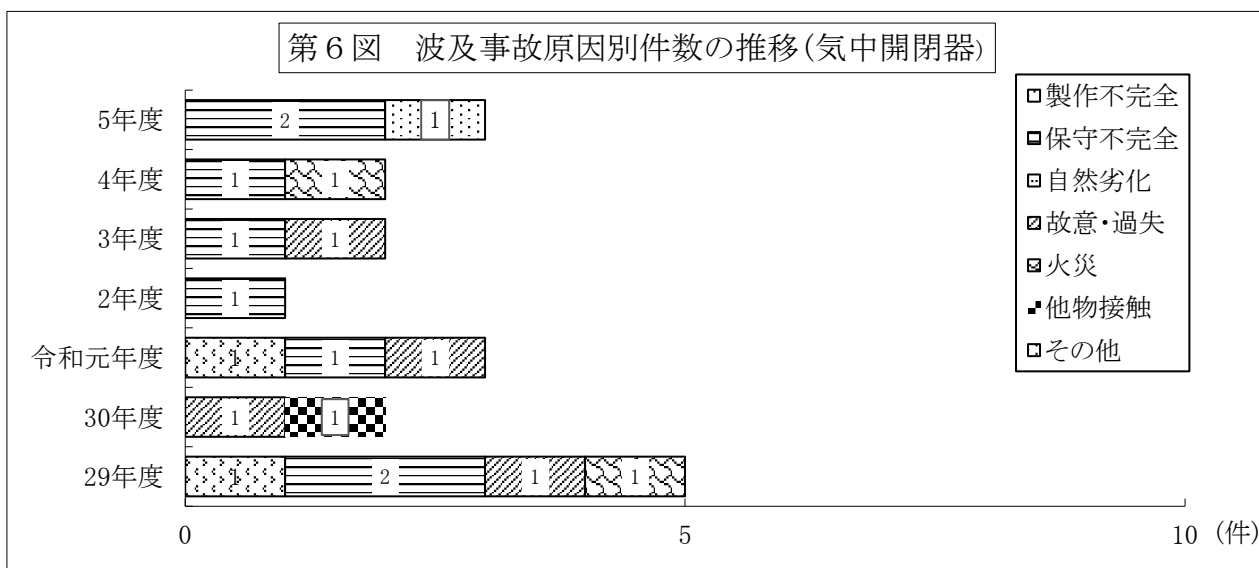 第6図 波及事故原因別件数の推移(気中開閉器)
製作不完全
保守不完全
自然劣化
故意・過失
火災
他物接触
その他
5年度 2 1
4年度 1 1
3年度 1 1
2年度 1
令和元年度 1 1 1
30年度 1 1
29年度 1 2 1 1
0 5 10 (件)